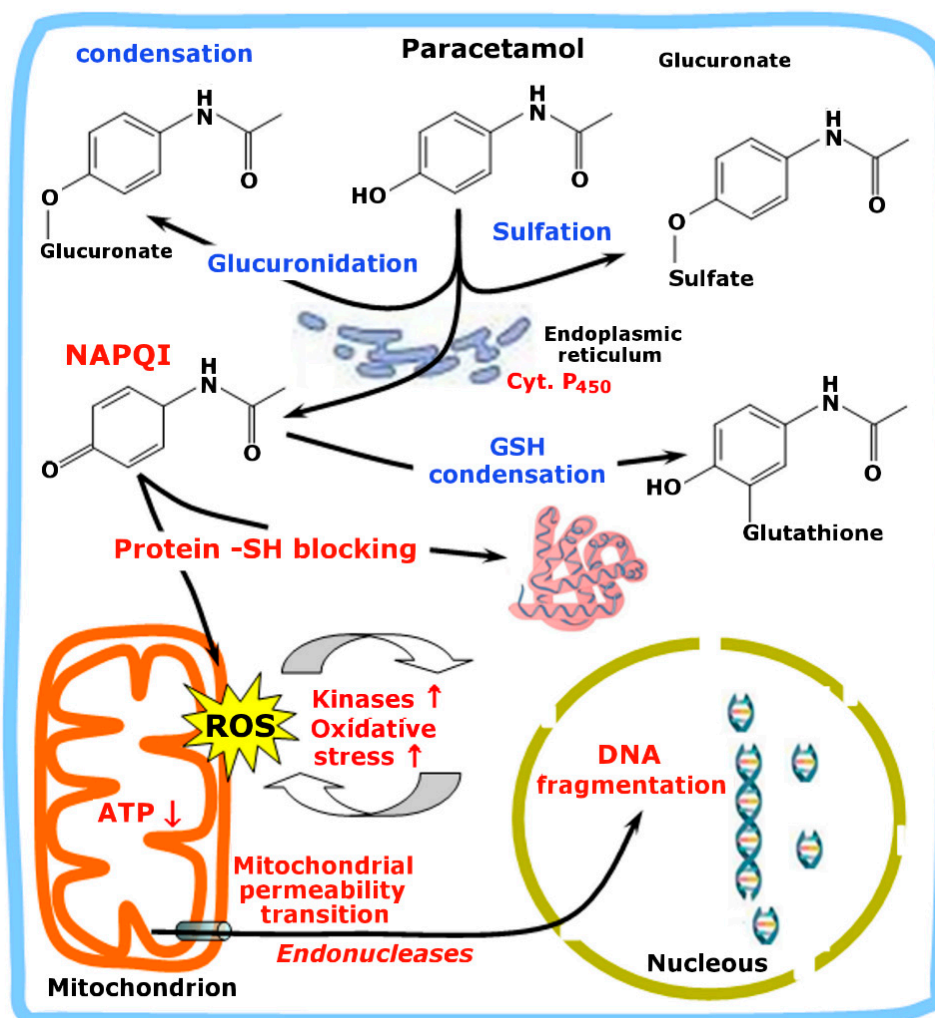 condensation
Paracetamol
Glucuronate
H
N
O
O
Glucuronate
H
N
O
HO
H
N
O
O
Sulfate
Sulfation
Glucuronidation
Endoplasmic
reticulum
Cyt. P450
NAPQI
H
N
O
O
GSH
condensation
H
N
O
HO
Glutathione
Protein -SH blocking
ROS
Kinases ↑
Oxidative
stress ↑
ATP ↓
DNA
fragmentation
Mitochondrial
permeability
transition
Endonucleases
Nucleous
Mitochondrion